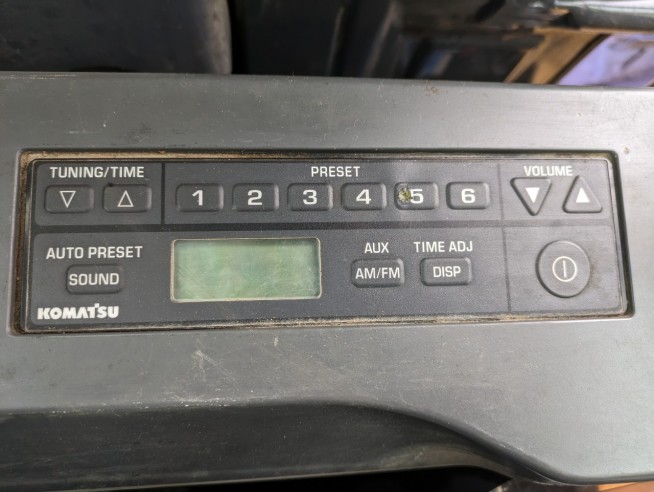 TUNING/TIME
PRESET
VOLUME
▽ △ 1 2 3 4 5 6 ▼ ▲
AUTO PRESET
AUX
TIME ADJ
SOUND
AM/FM
DISP
KOMATSU